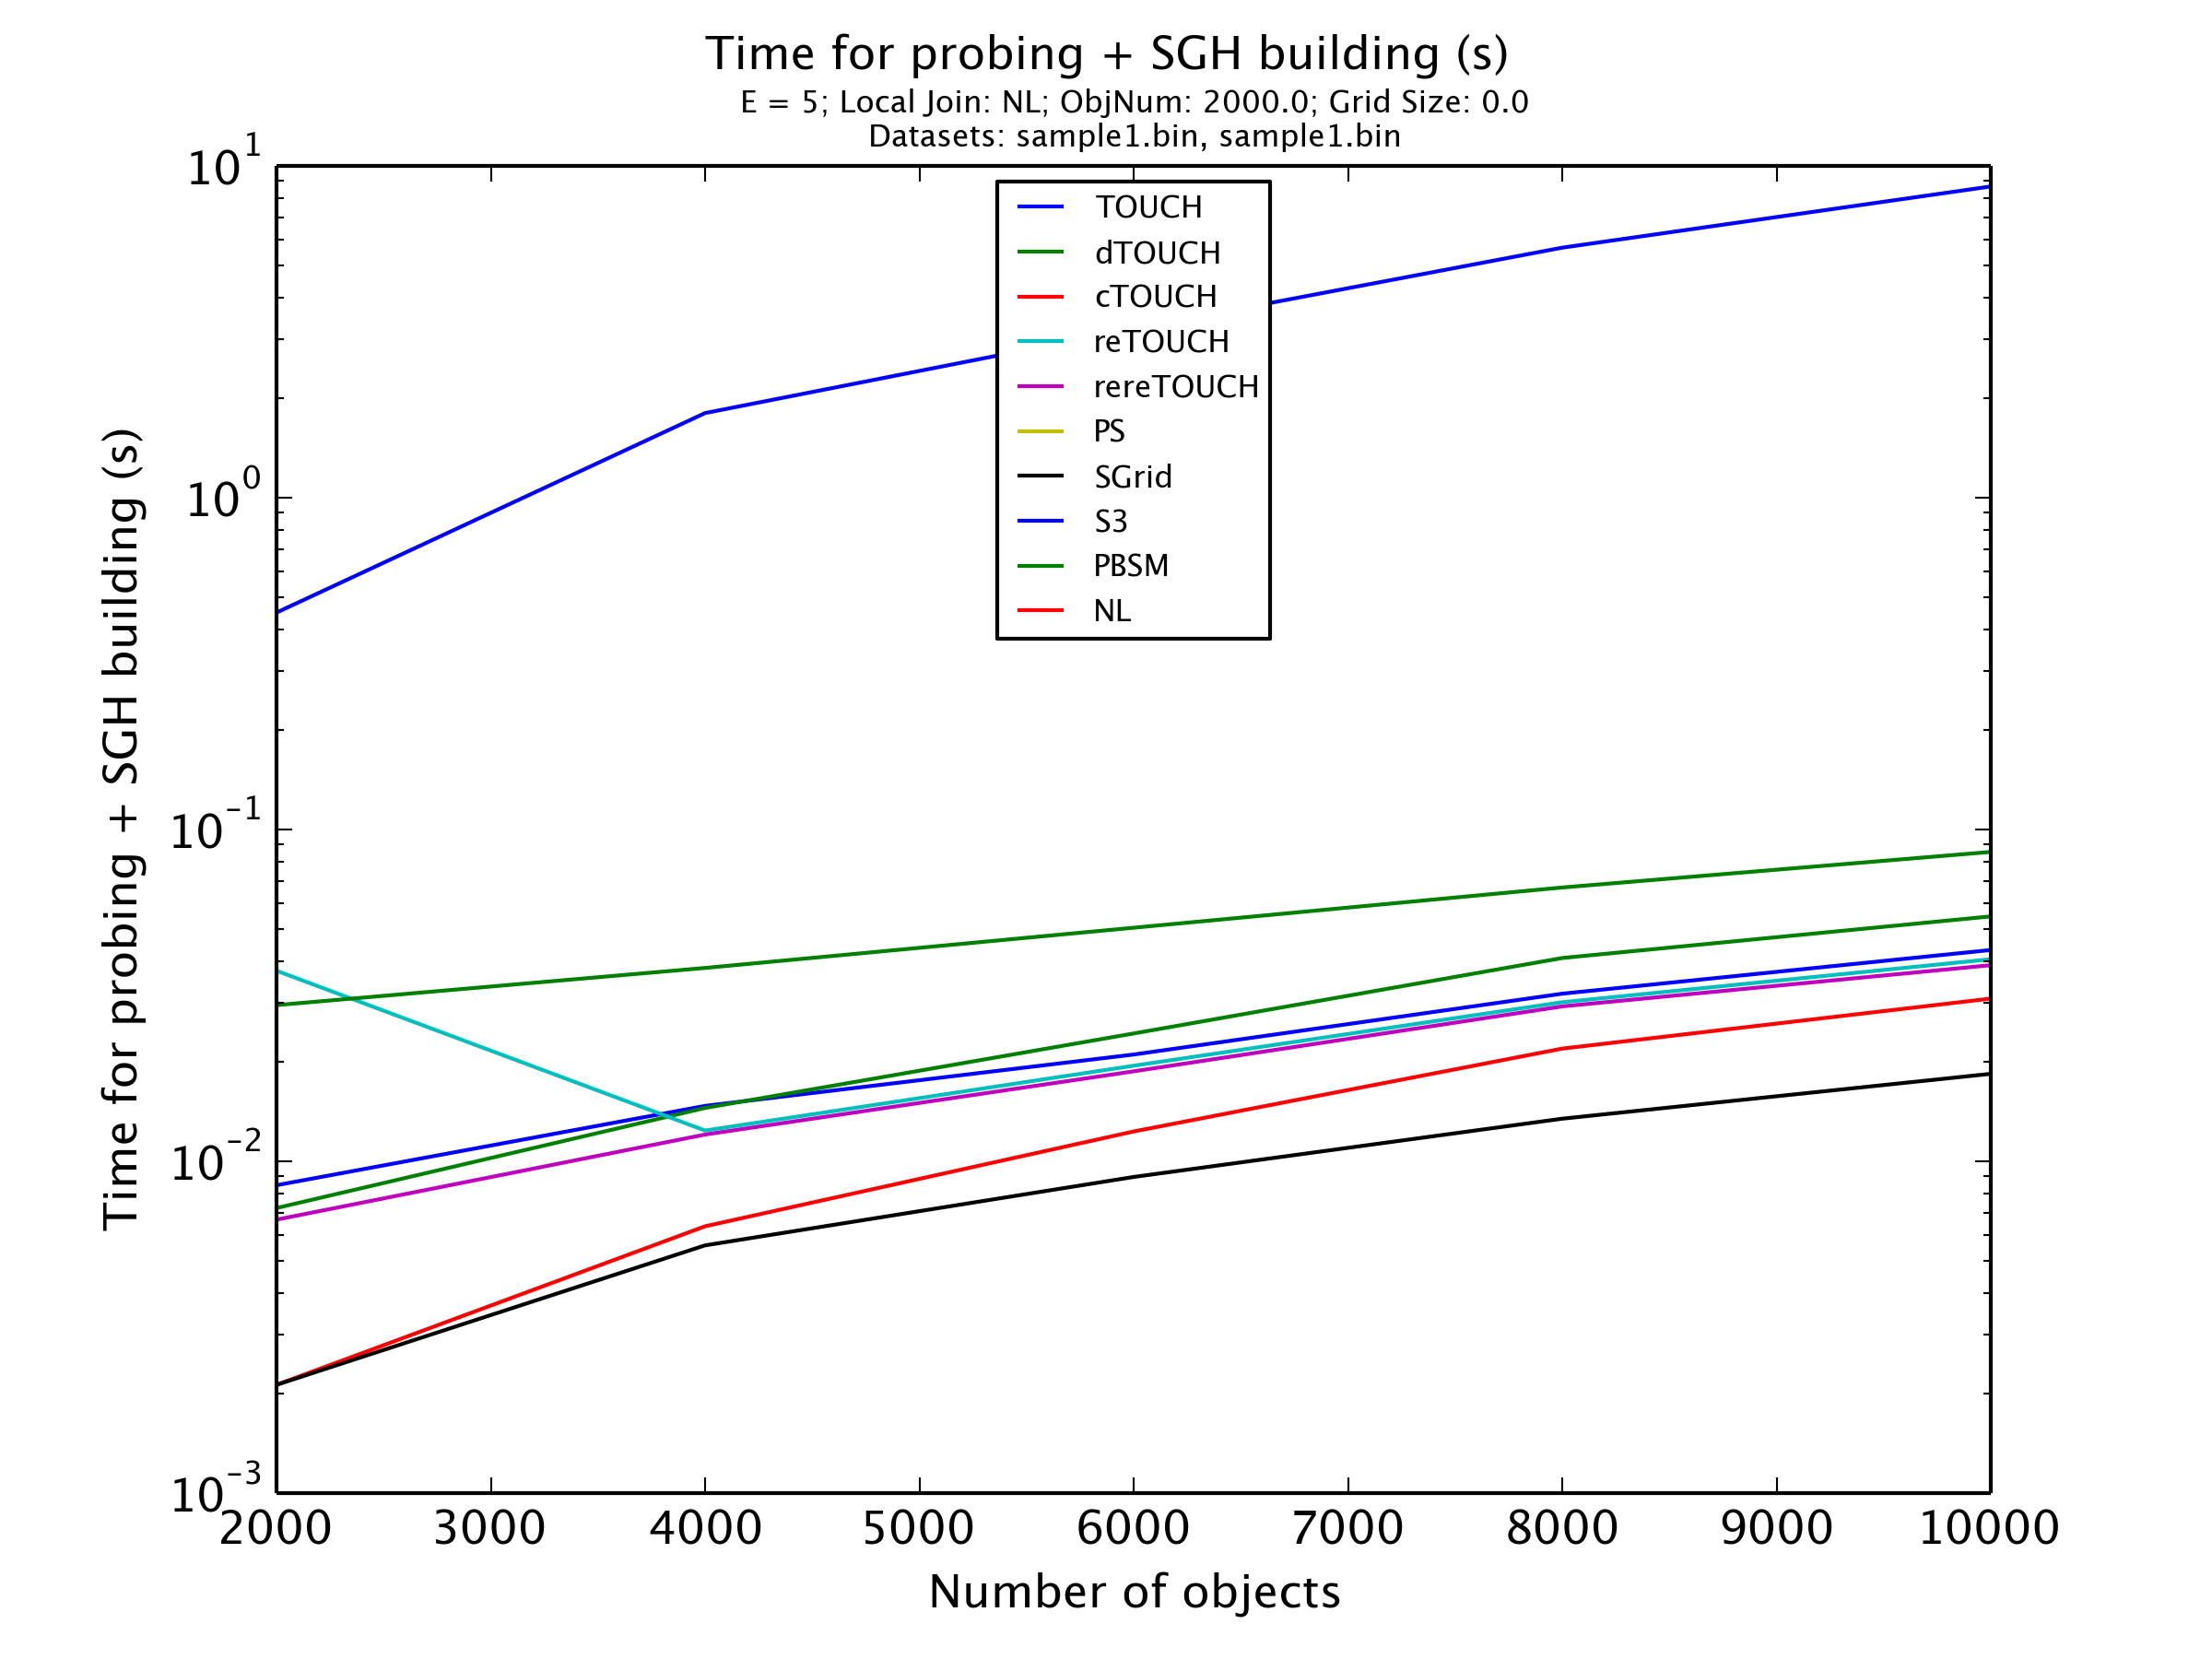 Time for probing + SGH building (s)
E = 5; Local Join: NL; ObjNum: 2000.0; Grid Size: 0.0
Datasets: sample1.bin, sample1.bin
Time for probing + SGH building (s)
10^1
10^0
10^-1
10^-2
10^-3
TOUCH
dTOUCH
cTOUCH
reTOUCH
rereTOUCH
PS
SGrid
S3
PBSM
NL
2000 3000 4000 5000 6000 7000 8000 9000 10000
Number of objects